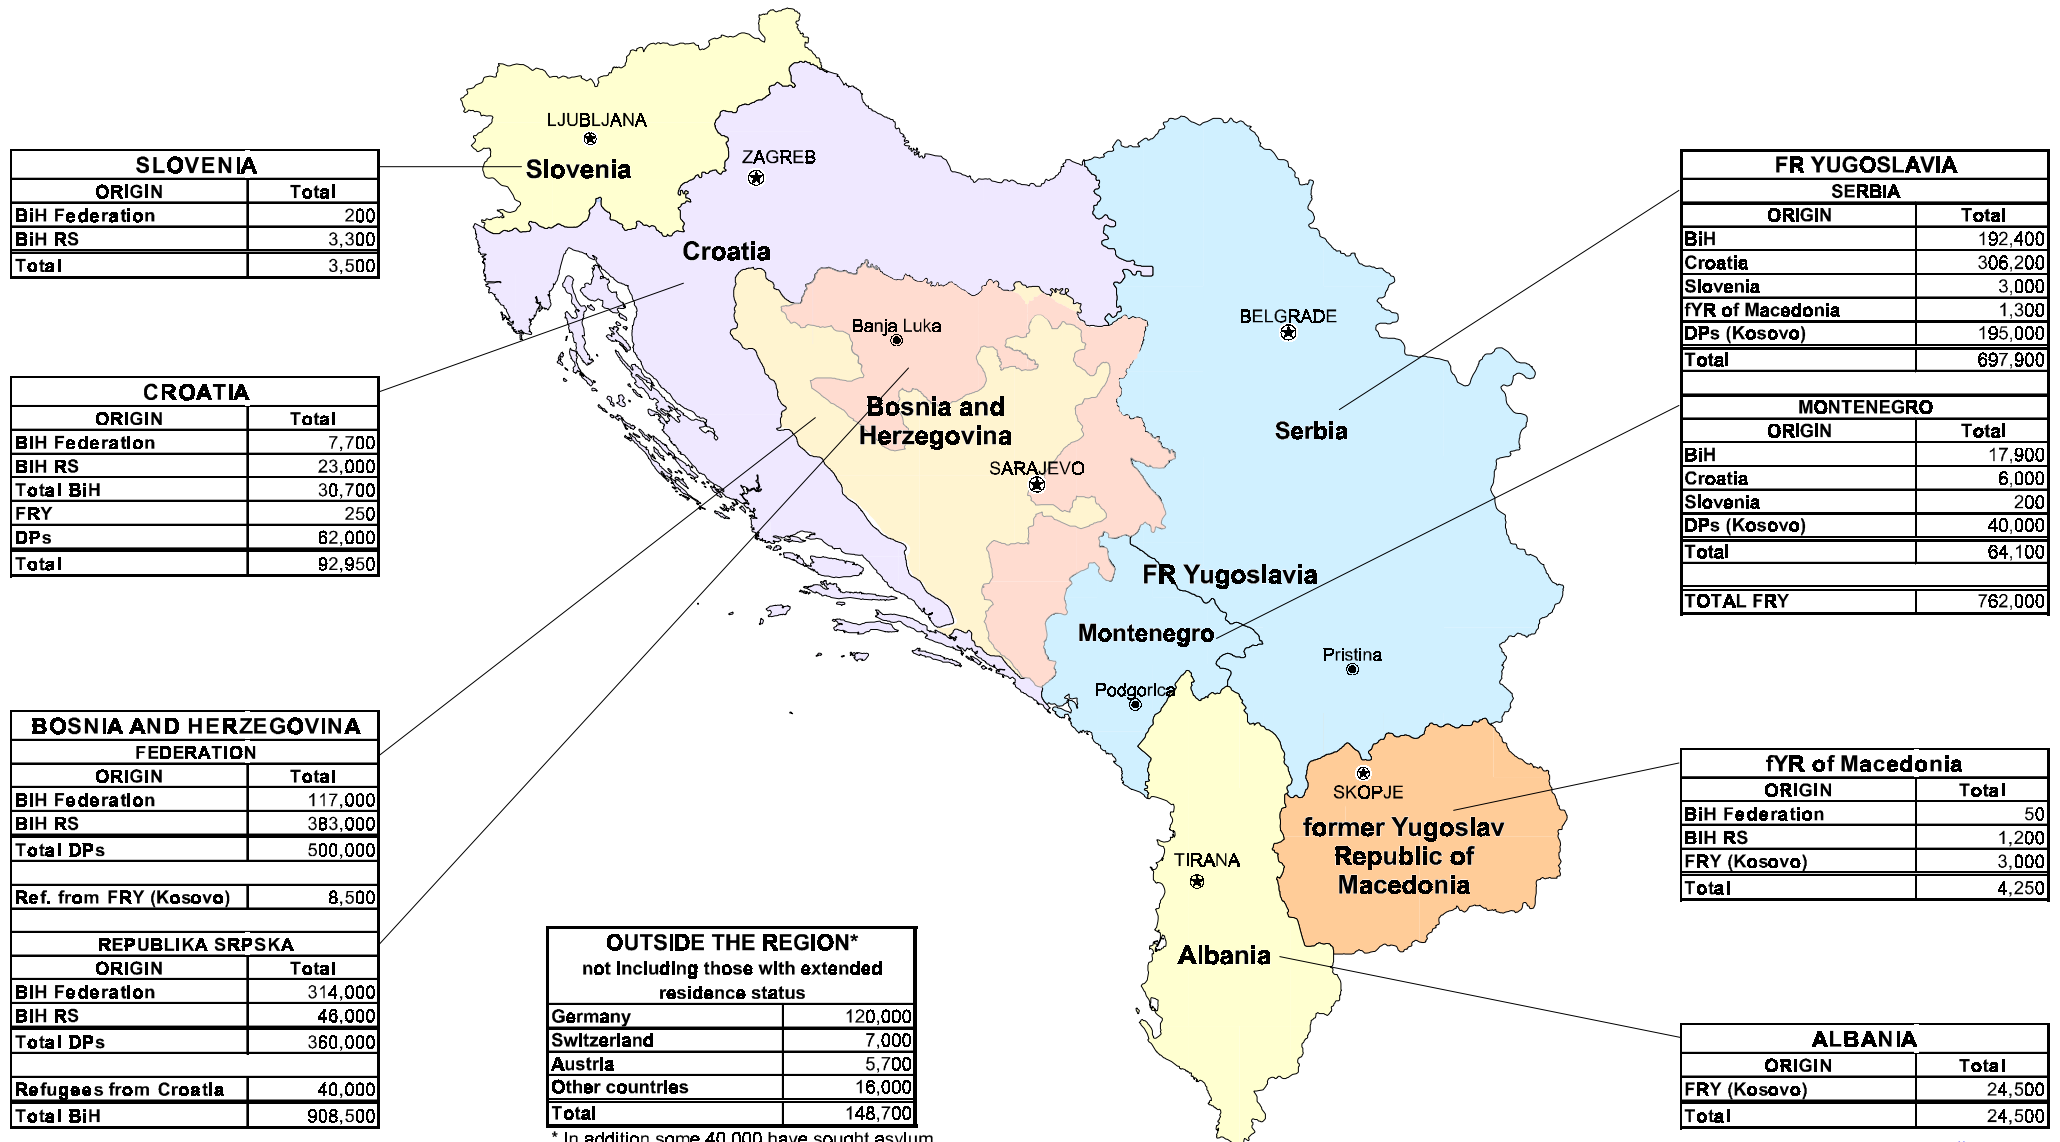 LJUBLJANA
Slovenia
ZAGREB
Croatia
Banja Luka
Bosnia and
Herzegovina
SARAJEVO
BELGRADE
Serbia
FR Yugoslavia
Montenegro
Podgorica
Pristina
SKOPJE
former Yugoslav
Republic of
Macedonia
TIRANA
Albania
SLOVENIA
ORIGIN Total
BiH Federation 200
BiH RS 3,300
Total 3,500
CROATIA
ORIGIN Total
BiH Federation 7,700
BiH RS 23,000
Total BiH 30,700
FRY 250
DPs 62,000
Total 92,950
BOSNIA AND HERZEGOVINA
FEDERATION
ORIGIN Total
BiH Federation 117,000
BiH RS 383,000
Total DPs 500,000
Ref. from FRY (Kosovo) 8,500
REPUBLIKA SRPSKA
ORIGIN Total
BiH Federation 314,000
BiH RS 46,000
Total DPs 360,000
Refugees from Croatia 40,000
Total BiH 908,500
OUTSIDE THE REGION*
not including those with extended
residence status
Germany 120,000
Switzerland 7,000
Austria 5,700
Other countries 16,000
Total 148,700
* In addition some 40,000 have sought asylum
FR YUGOSLAVIA
SERBIA
ORIGIN Total
BiH 192,400
Croatia 306,200
Slovenia 3,000
fYR of Macedonia 1,300
DPs (Kosovo) 195,000
Total 697,900
MONTENEGRO
ORIGIN Total
BiH 17,900
Croatia 6,000
Slovenia 200
DPs (Kosovo) 40,000
Total 64,100
TOTAL FRY 762,000
fYR of Macedonia
ORIGIN Total
BiH Federation 50
BiH RS 1,200
FRY (Kosovo) 3,000
Total 4,250
ALBANIA
ORIGIN Total
FRY (Kosovo) 24,500
Total 24,500